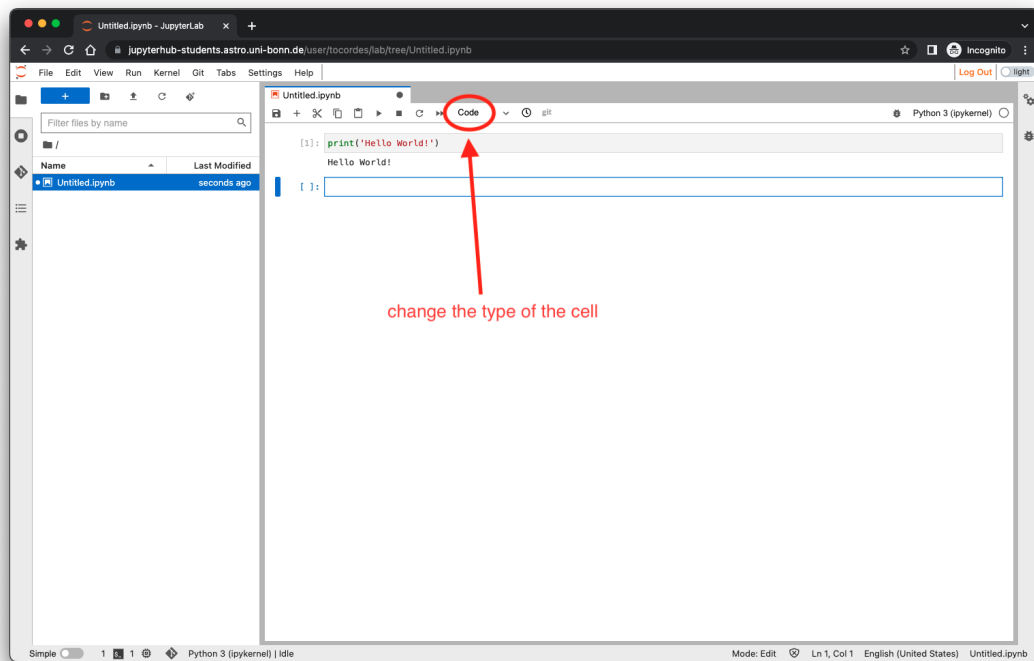 Untitled.ipynb - JupyterLab
jupyterhub-students.astro.uni-bonn.de/user/tocordes/lab/tree/Untitled.ipynb
Incognito
File Edit View Run Kernel Git Tabs Settings Help
Log Out
light
Untitled.ipynb
Code
git
Python 3 (ipykernel)
Filter files by name
/
Name
Last Modified
Untitled.ipynb
seconds ago
[1]: print('Hello World!')
Hello World!
[ ]:
change the type of the cell
Simple
1
1
Python 3 (ipykernel) | Idle
Mode: Edit
Ln 1, Col 1
English (United States)
Untitled.ipynb